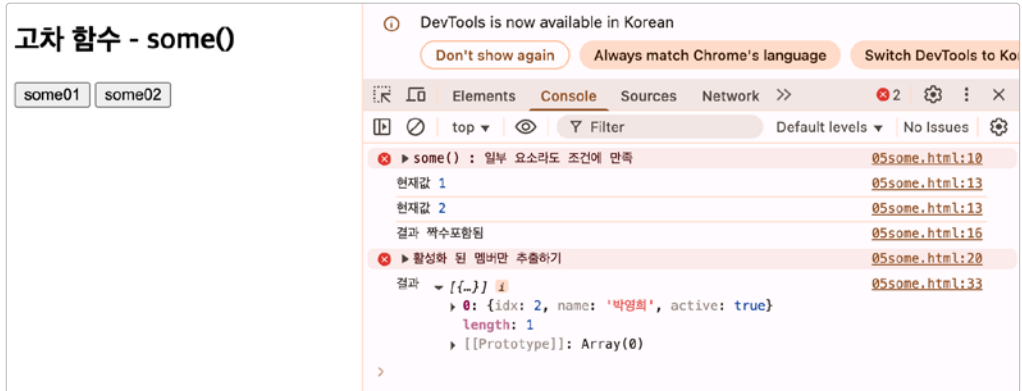 고차 함수 - some()
some01 some02
DevTools is now available in Korean
Don't show again Always match Chrome's language Switch DevTools to Ko
Elements Console Sources Network 2
top Filter Default levels No Issues
some() : 일부 요소라도 조건에 만족 05some.html:10
현재값 1 05some.html:13
현재값 2 05some.html:13
결과 짝수포함됨 05some.html:16
활성화 된 멤버만 추출하기 05some.html:20
결과 [{…}] i 05some.html:33
0: {idx: 2, name: '박영희', active: true}
length: 1
[[Prototype]]: Array(0)